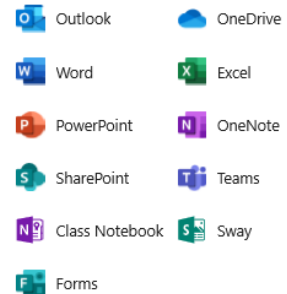 Outlook OneDrive
Word Excel
PowerPoint OneNote
SharePoint Teams
Class Notebook Sway
Forms